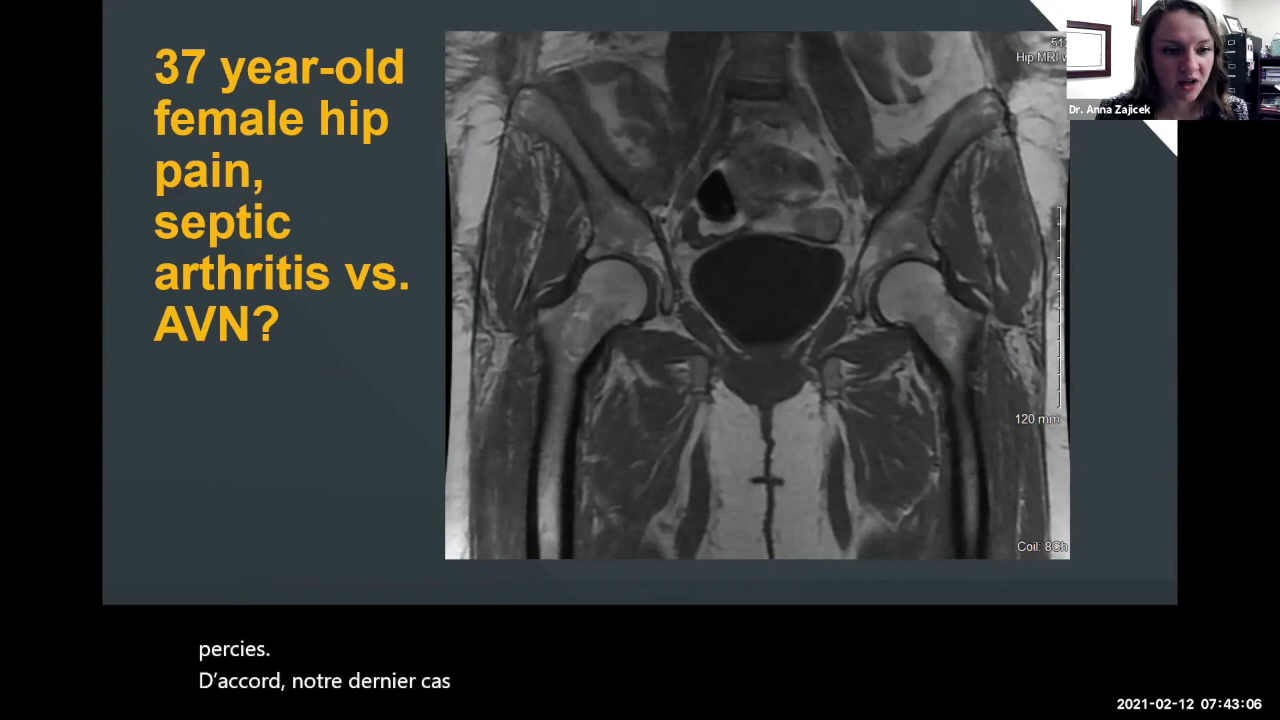 37 year-old
female hip
pain,
septic
arthritis vs.
AVN?
Hip MRI
Dr. Anna Zajicek
120 mm
Coil: 8Ch
percies.
D'accord, notre dernier cas
2021-02-12 07:43:06